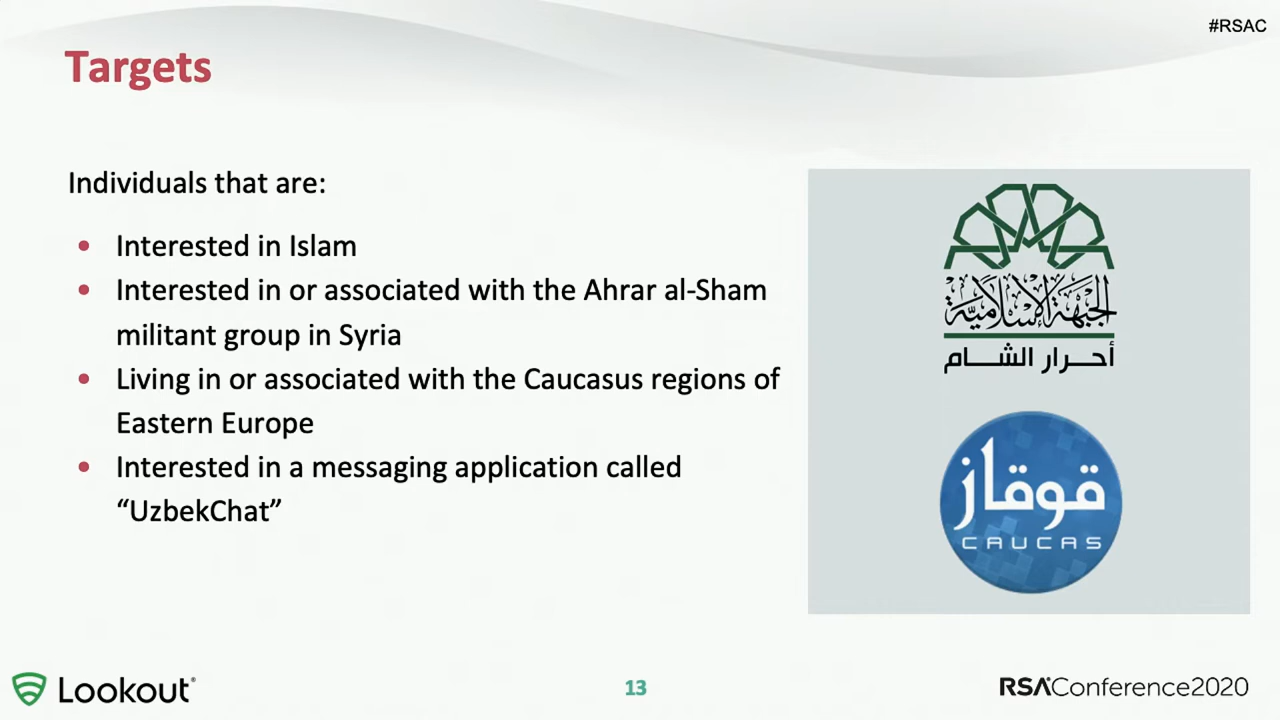 #RSAC
Targets
Individuals that are:
• Interested in Islam
• Interested in or associated with the Ahrar al-Sham
militant group in Syria
• Living in or associated with the Caucasus regions of
Eastern Europe
• Interested in a messaging application called
“UzbekChat”
الجبهة الإسلامية
أحرار الشام
قوقاز
CAUCAS
Lookout®
13
RSAConference2020